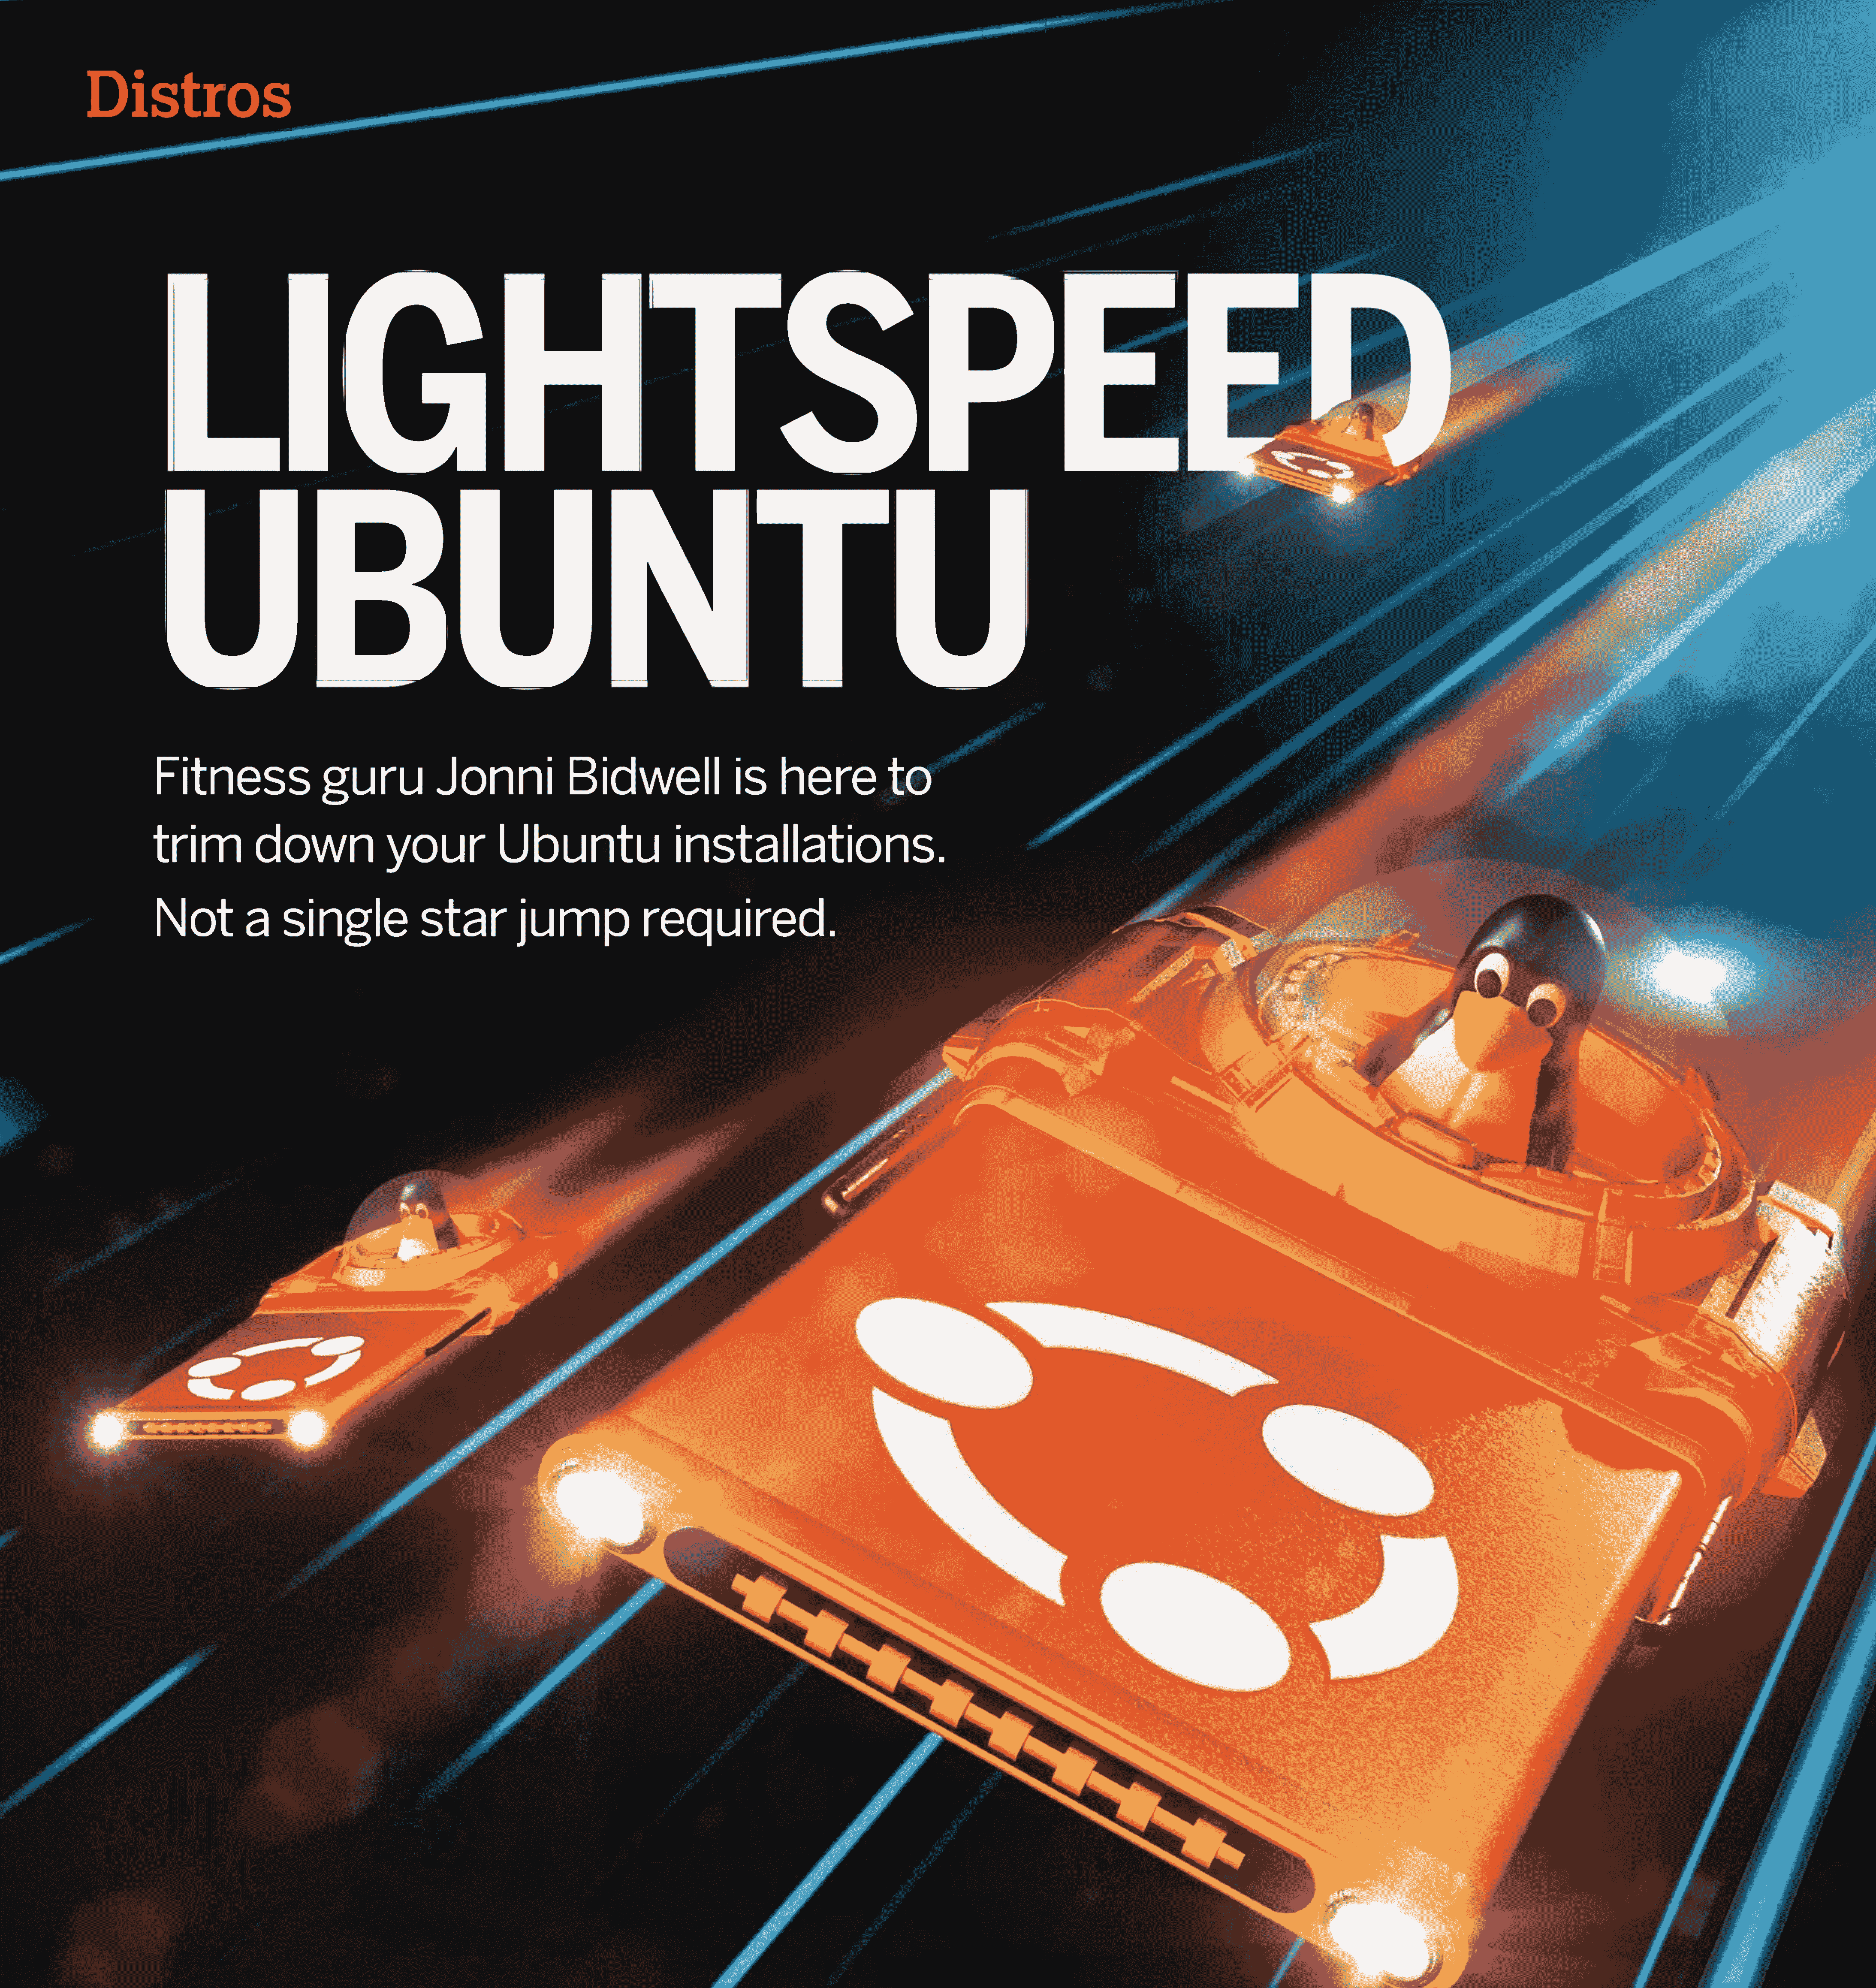 Distros
LIGHTSPEED
UBUNTU
Fitness guru Jonni Bidwell is here to
trim down your Ubuntu installations.
Not a single star jump required.